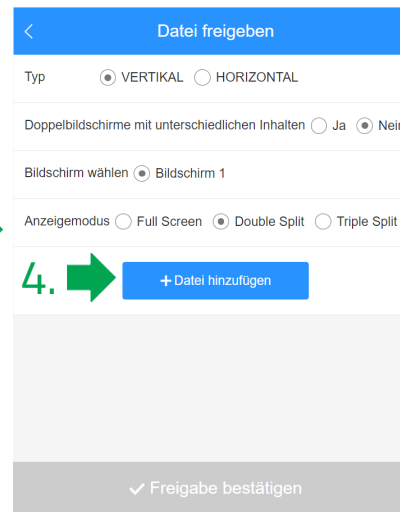 Datei freigeben
Typ VERTIKAL HORIZONTAL
Doppelbildschirme mit unterschiedlichen Inhalten Ja Nein
Bildschirm wählen Bildschirm 1
Anzeigemodus Full Screen Double Split Triple Split
4. + Datei hinzufügen
Freigabe bestätigen